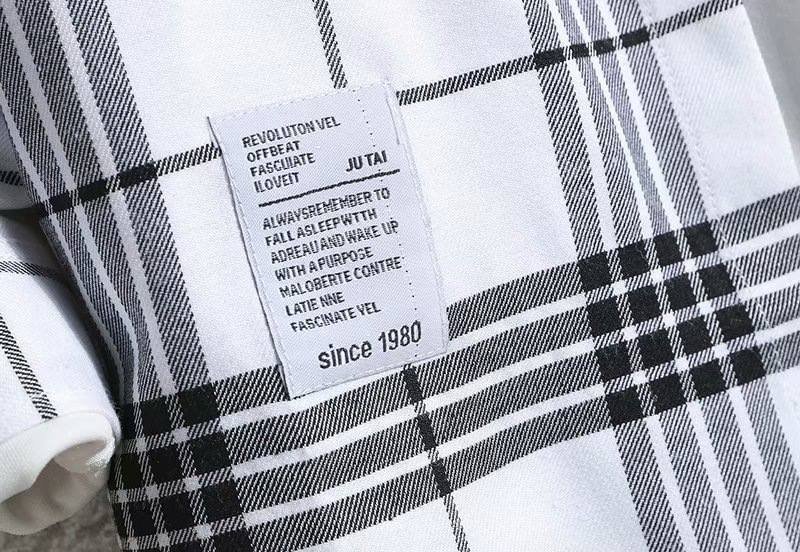 REVOLUTON VEL
OFFBEAT
FASCUIATE
ILOVEIT JU TAI
ALWAVSREMEMBER TO
FALL ASLEEPWTTH
ADREAU AND WAKE UP
WITH A PURPOSE
MALOBERTE CONTRE
LATIE NNE
FASCINATE VEL
since 1980